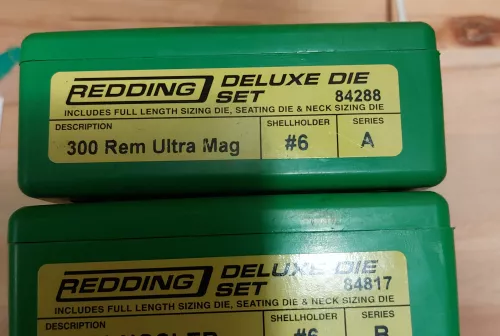 REDDING DELUXE DIE
SET 84288
INCLUDES FULL LENGTH SIZING DIE, SEATING DIE & NECK SIZING DIE
DESCRIPTION SHELLHOLDER SERIES
300 Rem Ultra Mag #6 A
REDDING DELUXE DIE
SET 84817
INCLUDES FULL LENGTH SIZING DIE, SEATING DIE & NECK SIZING DIE
DESCRIPTION SHELLHOLDER SERIES
#6 B